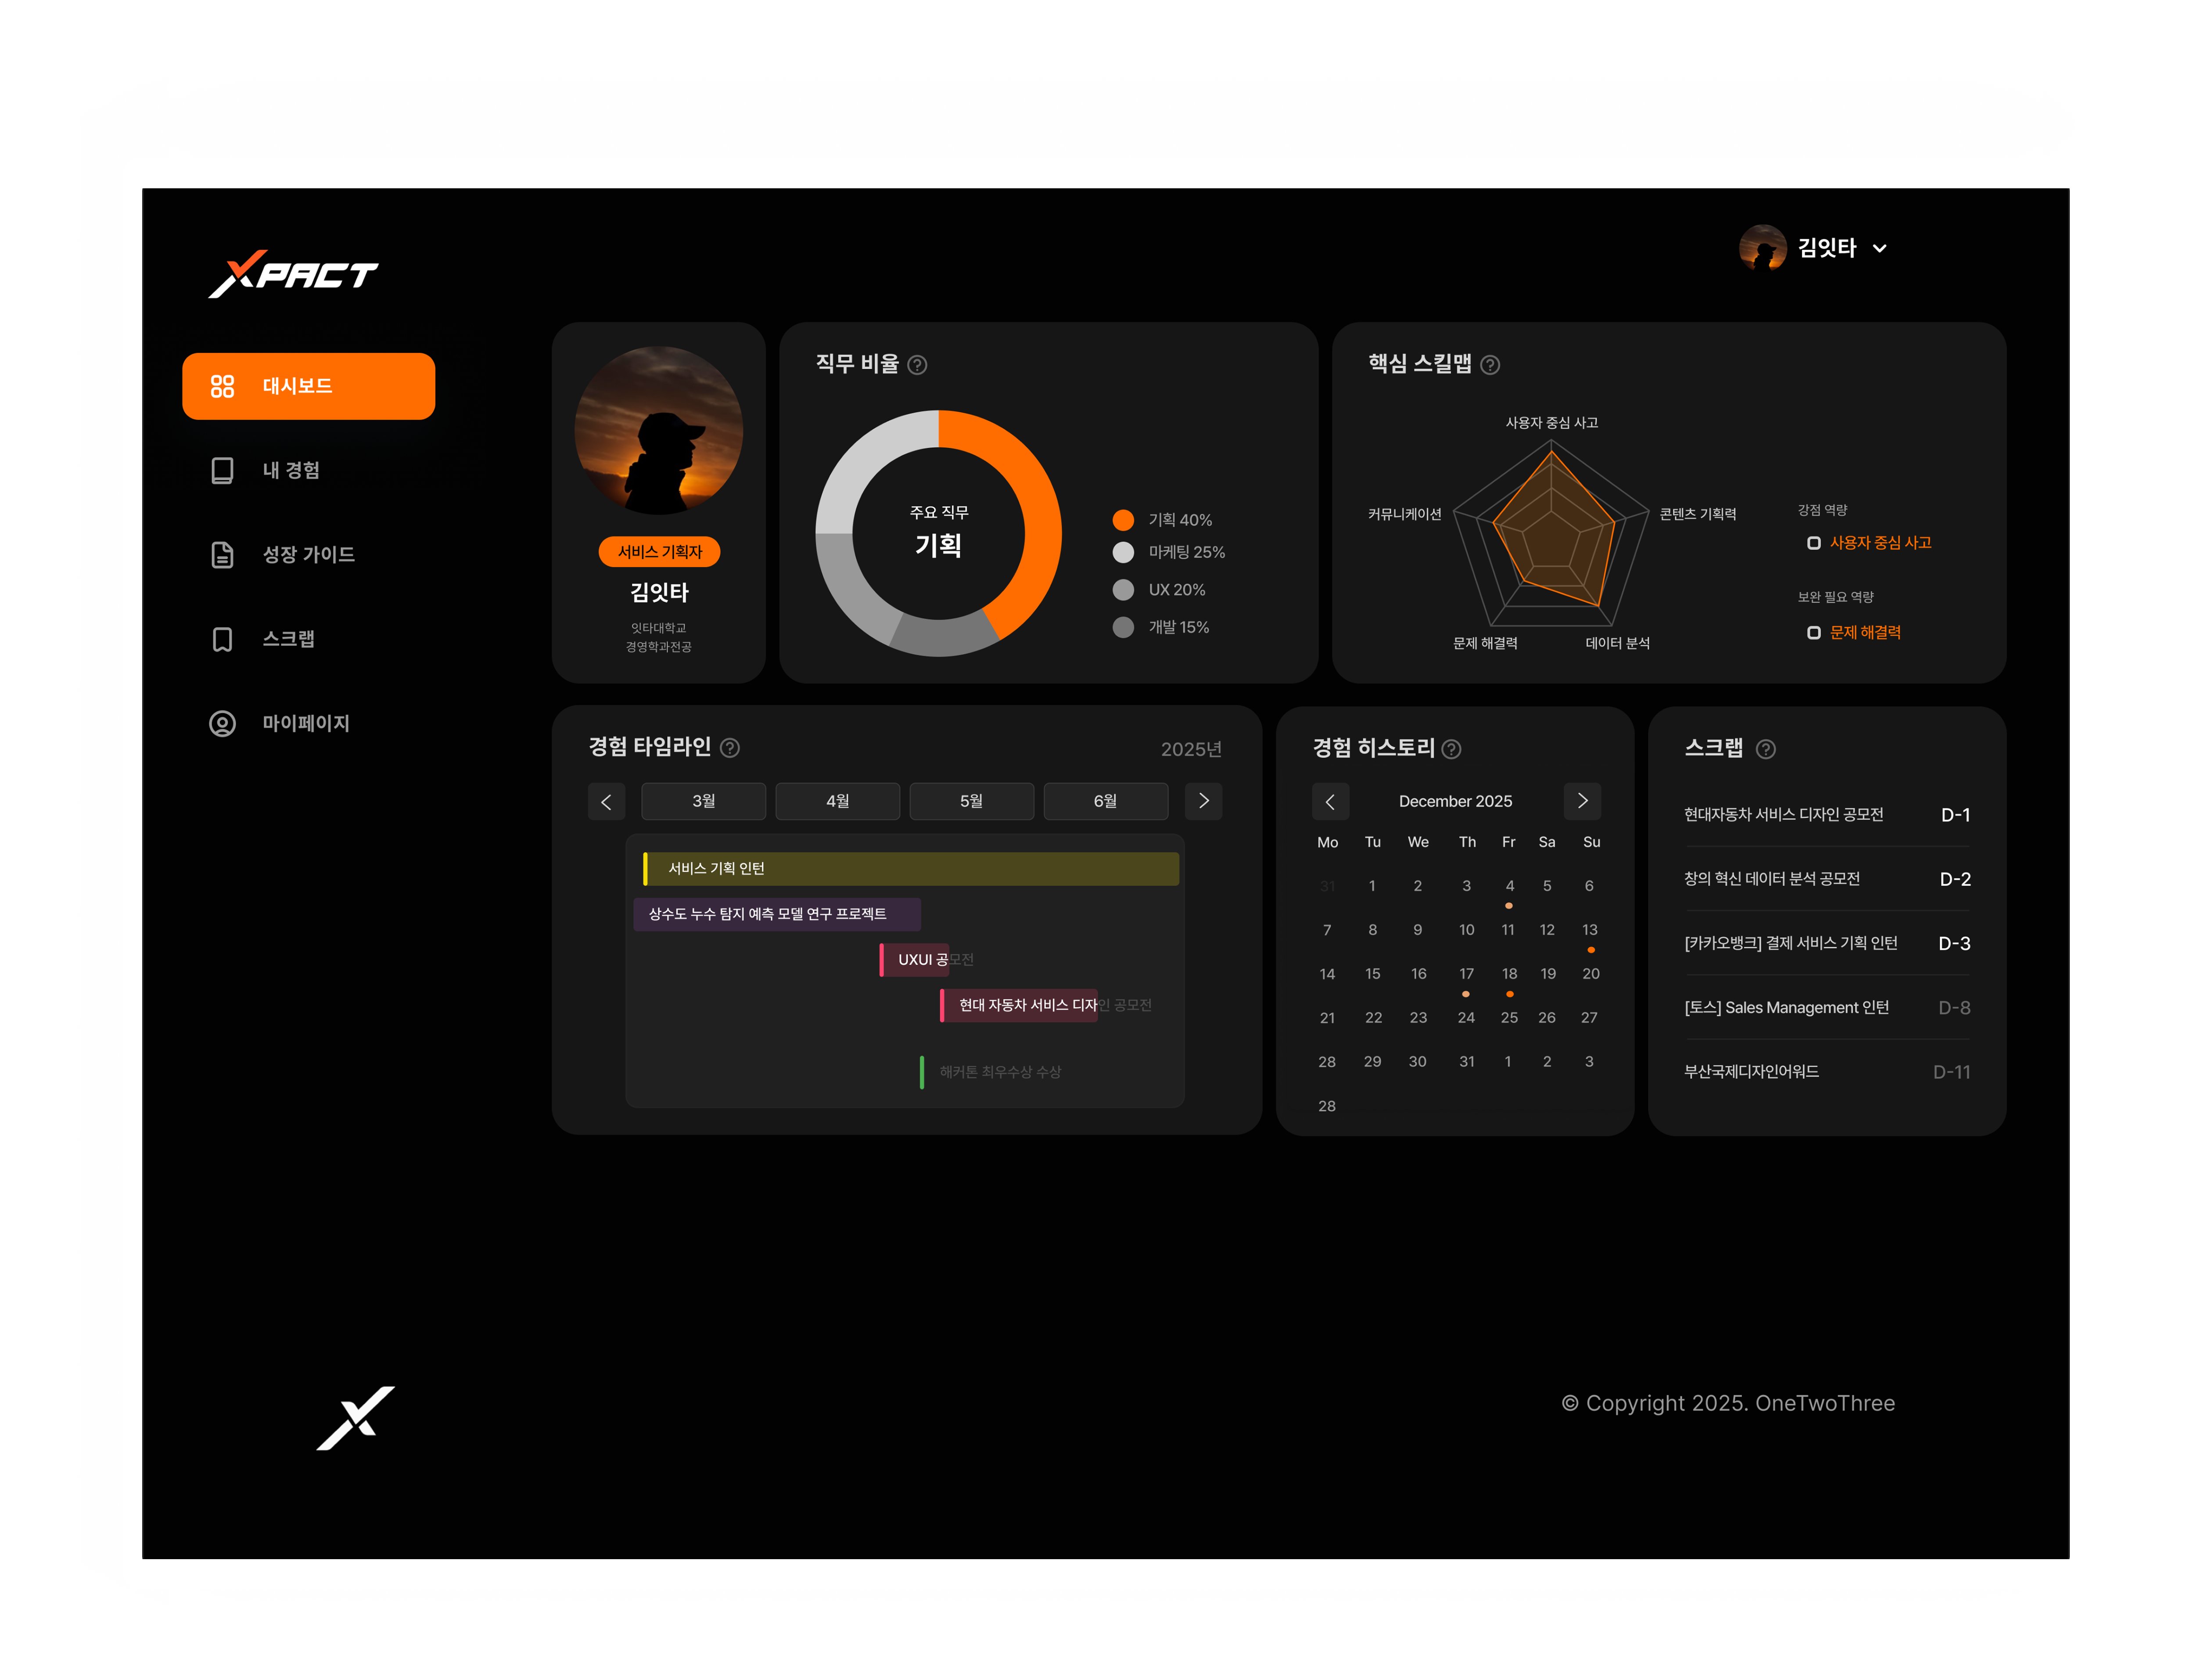 XPACT
김잇타
대시보드
내 경험
성장 가이드
스크랩
마이페이지
서비스 기획자
김잇타
잇타대학교
경영학과전공
직무 비율
주요 직무
기획
기획 40%
마케팅 25%
UX 20%
개발 15%
핵심 스킬맵
사용자 중심 사고
커뮤니케이션
콘텐츠 기획력
문제 해결력
데이터 분석
강점 역량
사용자 중심 사고
보완 필요 역량
문제 해결력
경험 타임라인
2025년
3월 4월 5월 6월
서비스 기획 인턴
상수도 누수 탐지 예측 모델 연구 프로젝트
UXUI 공모전
현대 자동차 서비스 디자인 공모전
해커톤 최우수상 수상
경험 히스토리
December 2025
Mo Tu We Th Fr Sa Su
31 1 2 3 4 5 6
7 8 9 10 11 12 13
14 15 16 17 18 19 20
21 22 23 24 25 26 27
28 29 30 31 1 2 3
28
스크랩
현대자동차 서비스 디자인 공모전 D-1
창의 혁신 데이터 분석 공모전 D-2
[카카오뱅크] 결제 서비스 기획 인턴 D-3
[토스] Sales Management 인턴 D-8
부산국제디자인어워드 D-11
© Copyright 2025. OneTwoThree